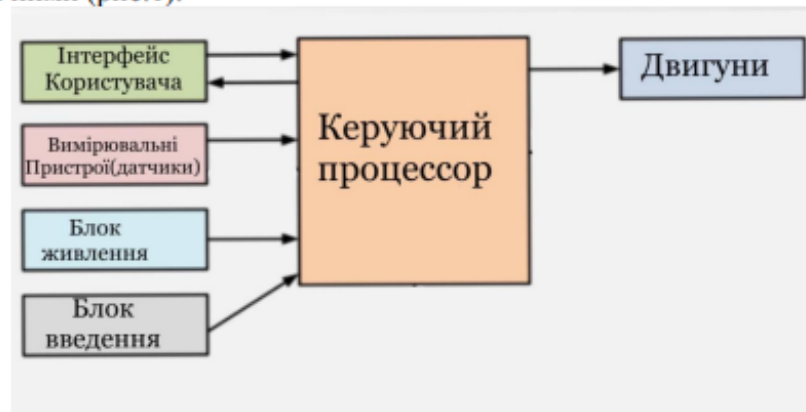 Інтерфейс
Користувача
Вимірювальні
Пристрої(датчики)
Блок
живлення
Блок
введення
Керуючий
процессор
Двигуни